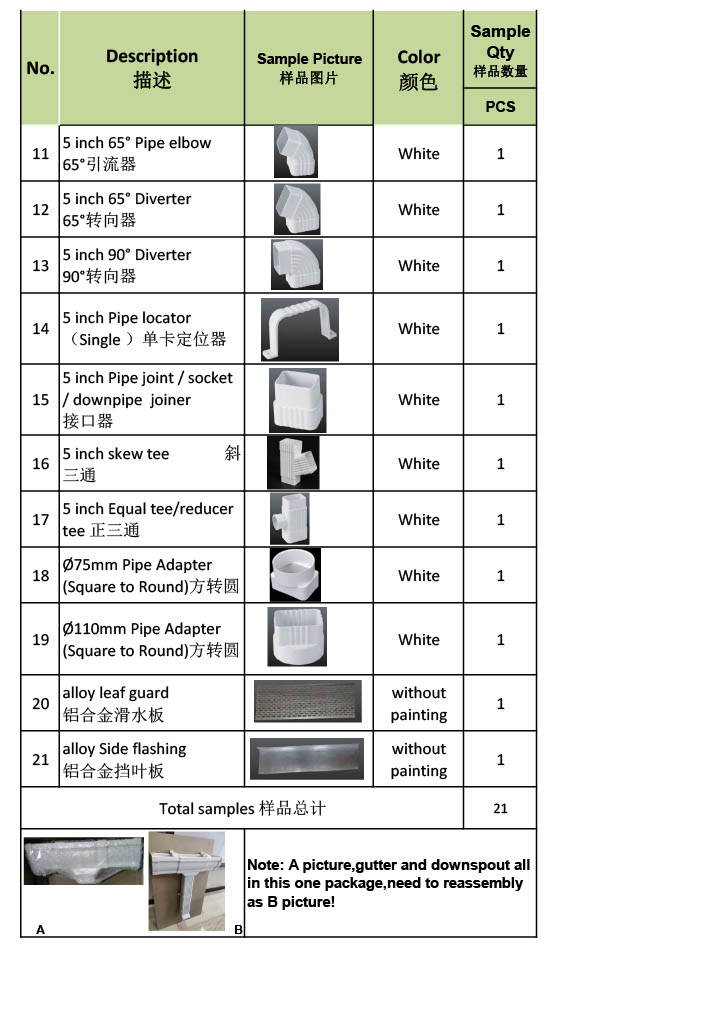 No.
Description
描述
Sample Picture
样品图片
Color
颜色
Sample
Qty
样品数量
PCS
11
5 inch 65° Pipe elbow
65°引流器
White
1
12
5 inch 65° Diverter
65°转向器
White
1
13
5 inch 90° Diverter
90°转向器
White
1
14
5 inch Pipe locator
（Single ）单卡定位器
White
1
15
5 inch Pipe joint / socket
/ downpipe joiner
接口器
White
1
16
5 inch skew tee 斜
三通
White
1
17
5 inch Equal tee/reducer
tee 正三通
White
1
18
Ø75mm Pipe Adapter
(Square to Round)方转圆
White
1
19
Ø110mm Pipe Adapter
(Square to Round)方转圆
White
1
20
alloy leaf guard
铝合金滑水板
without
painting
1
21
alloy Side flashing
铝合金挡叶板
without
painting
1
Total samples 样品总计
21
A
B
Note: A picture,gutter and downspout all
in this one package,need to reassembly
as B picture!